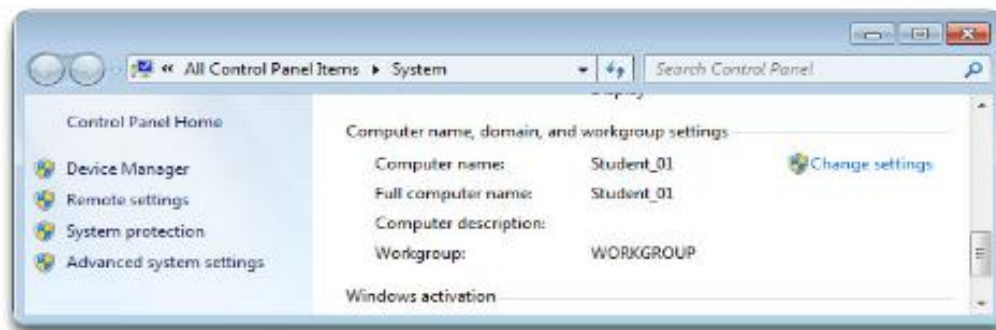 « All Control Panel Items ▸ System
Search Control Panel
Control Panel Home
Device Manager
Remote settings
System protection
Advanced system settings
Computer name, domain, and workgroup settings
Computer name: Student_01
Change settings
Full computer name: Student_01
Computer description:
Workgroup: WORKGROUP
Windows activation